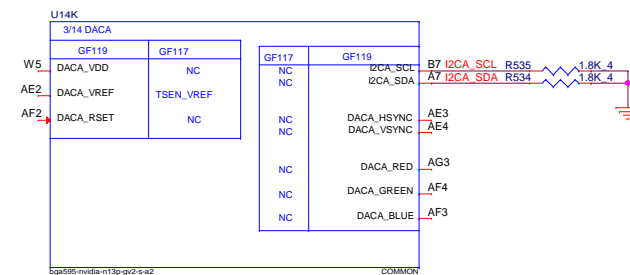 U14K
3/14 DACA
GF119 GF117 GF117 GF119
W5 DACA_VDD NC NC I2CA_SCL B7 I2CA_SCL R535 1.8K_4
NC I2CA_SDA A7 I2CA_SDA R534 1.8K_4
AE2 DACA_VREF TSEN_VREF
AF2 DACA_RSET NC NC DACA_HSYNC AE3
NC DACA_VSYNC AE4
NC DACA_RED AG3
NC DACA_GREEN AF4
NC DACA_BLUE AF3
bga595-nvidia-n13p-gv2-s-a2 COMMON